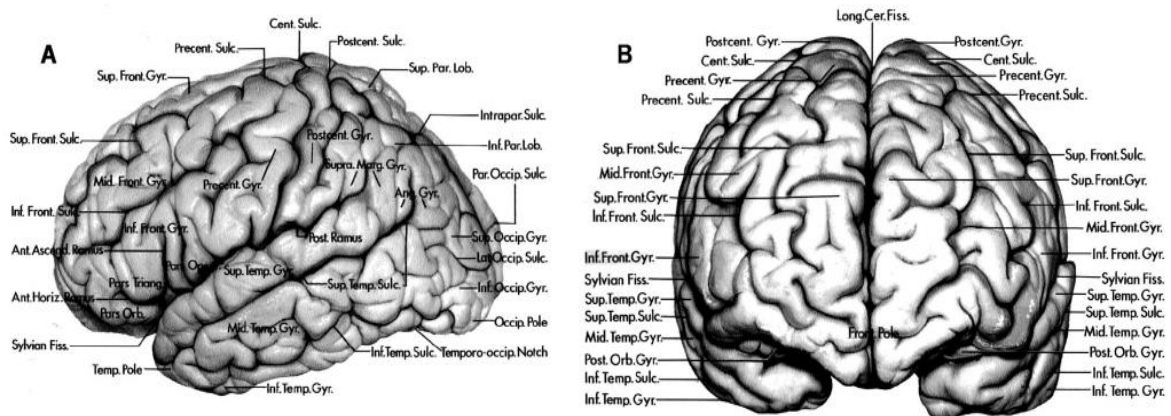 A
Cent. Sulc.
Precent. Sulc.
Postcent. Sulc.
Sup. Front. Gyr.
Sup. Par. Lob.
Intrapar. Sulc.
Sup. Front. Sulc.
Postcent. Gyr.
Inf. Par. Lob.
Supra. Marg. Gyr.
Par. Occip. Sulc.
Mid. Front. Gyr.
Precent. Gyr.
Ang. Gyr.
Inf. Front. Sulc.
Inf. Front. Gyr.
Post. Ramus
Sup. Occip. Gyr.
Ant. Ascend. Ramus
Lat. Occip. Sulc.
Pars Triang.
Sup. Temp. Gyr.
Sup. Temp. Sulc.
Inf. Occip. Gyr.
Ant. Horiz. Ramus
Pars Orb.
Mid. Temp. Gyr.
Occip. Pole
Sylvian Fiss.
Inf. Temp. Sulc.
Temporo-occip. Notch
Temp. Pole
Inf. Temp. Gyr.
B
Long. Cer. Fiss.
Postcent. Gyr.
Cent. Sulc.
Precent. Gyr.
Precent. Sulc.
Sup. Front. Sulc.
Mid. Front. Gyr.
Sup. Front. Gyr.
Inf. Front. Sulc.
Inf. Front. Gyr.
Sylvian Fiss.
Sup. Temp. Gyr.
Sup. Temp. Sulc.
Mid. Temp. Gyr.
Post. Orb. Gyr.
Inf. Temp. Sulc.
Inf. Temp. Gyr.
Front. Pole
Postcent. Gyr.
Cent. Sulc.
Precent. Gyr.
Precent. Sulc.
Sup. Front. Sulc.
Sup. Front. Gyr.
Inf. Front. Sulc.
Mid. Front. Gyr.
Inf. Front. Gyr
Sylvian Fiss.
Sup. Temp. Gyr.
Sup. Temp. Sulc.
Mid. Temp. Gyr.
Post. Orb. Gyr.
Inf. Temp. Sulc.
Inf. Temp. Gyr.